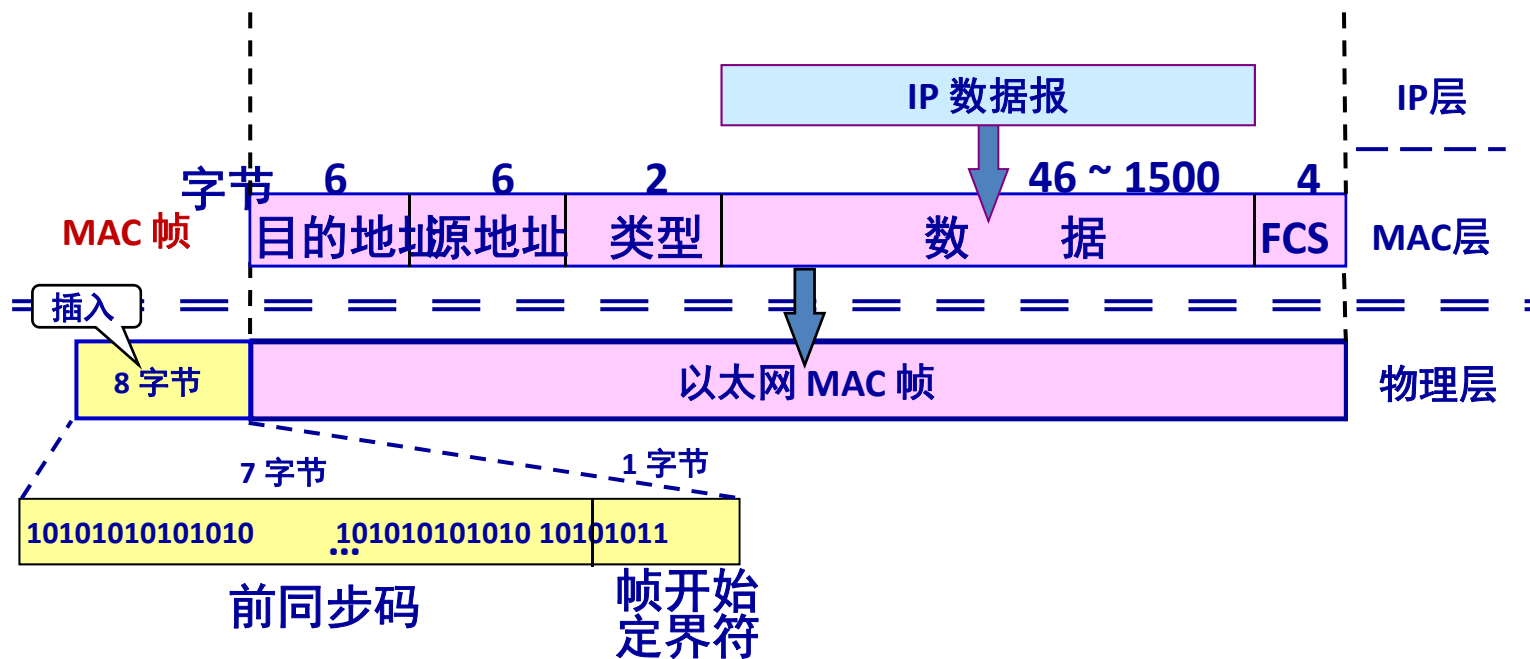 IP 数据报
IP层
字节 6 6 2 46 ~ 1500 4
MAC 帧 目的地址 源地址 类型 数 据 FCS MAC层
插入
8 字节 以太网 MAC 帧 物理层
7 字节 1 字节
10101010101010 ... 101010101010 10101011
前同步码
帧开始
定界符